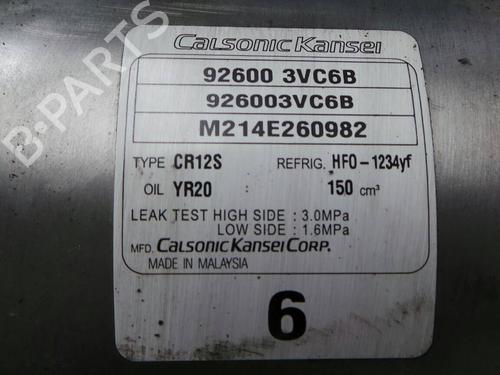 CALSONIC KANSEI
92600 3VC6B
926003VC6B
M214E260982
TYPE CR12S REFRIG. HFO-1234yf
OIL YR20 : 150 cm³
LEAK TEST HIGH SIDE : 3.0MPa
LOW SIDE : 1.6MPa
MFD. CALSONIC KANSEI CORP.
MADE IN MALAYSIA
6
B-PARTS